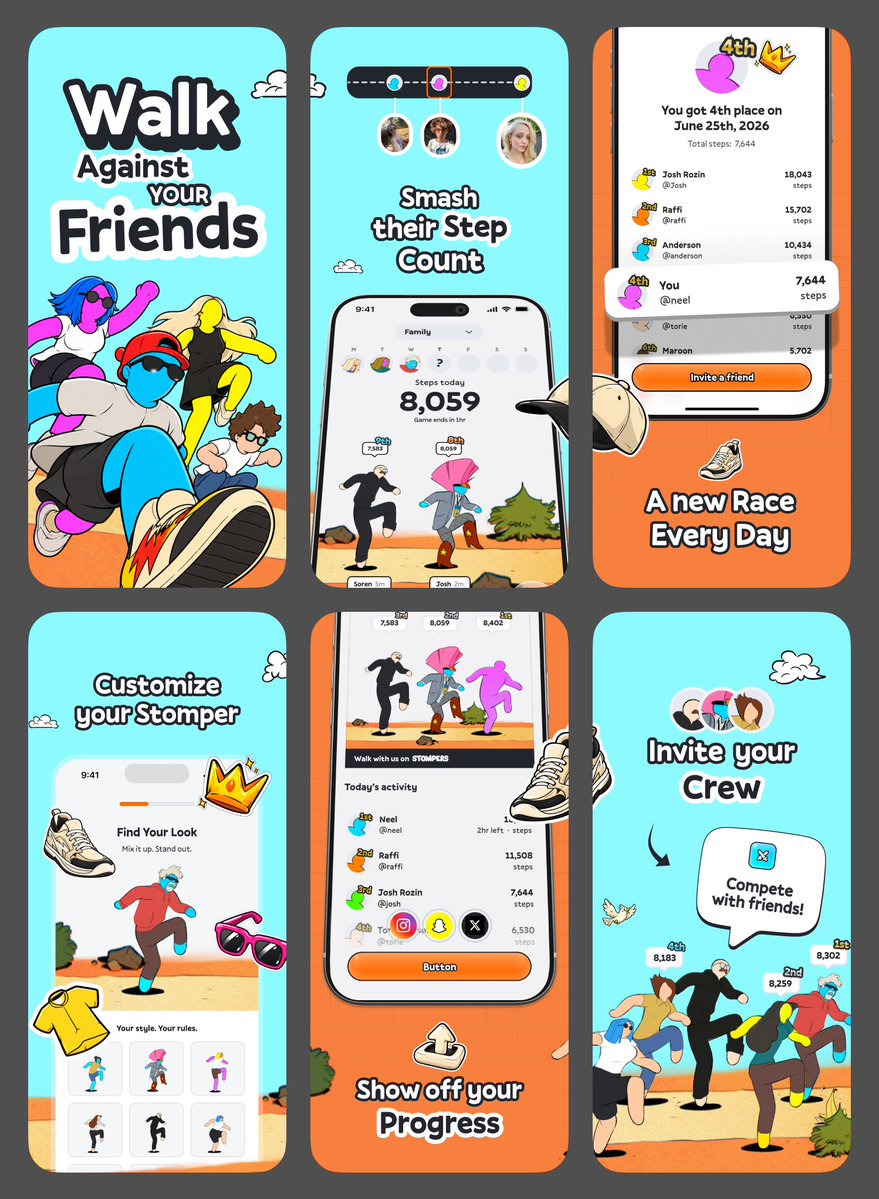 Walk
Against
YOUR
Friends
Smash
their Step
Count
9:41
Family
M T W T F S S
?
Steps today
8,059
Game ends in 1hr
9th
7,583
8th
8,059
Soren 5m
Josh 2m
4th
You got 4th place on
June 25th, 2026
Total steps: 7,644
1st Josh Rozin 18,043
@Josh steps
2nd Raffi 15,702
@raffi steps
3rd Anderson 10,434
@anderson steps
4th You 7,644
@neel steps
6,530
@torie steps
Maroon 5,702
Invite a friend
A new Race
Every Day
Customize
your Stomper
9:41
Find Your Look
Mix it up. Stand out.
Your style. Your rules.
3rd
7,583
2nd
8,059
1st
8,402
Walk with us on STOMPERS
Today's activity
1st Neel
@neel 2hr left · steps
2nd Raffi 11,508
@raffi steps
3rd Josh Rozin 7,644
@josh steps
4th 6,530
@torie steps
Button
Show off your
Progress
Invite your
Crew
Compete
with friends!
4th
8,183
2nd
8,259
1st
8,302